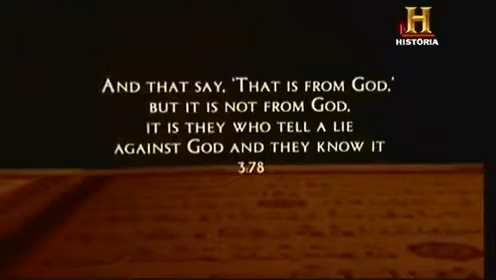 H
HISTORIA
AND THAT SAY, 'THAT IS FROM GOD,'
BUT IT IS NOT FROM GOD,
IT IS THEY WHO TELL A LIE
AGAINST GOD AND THEY KNOW IT
3:78